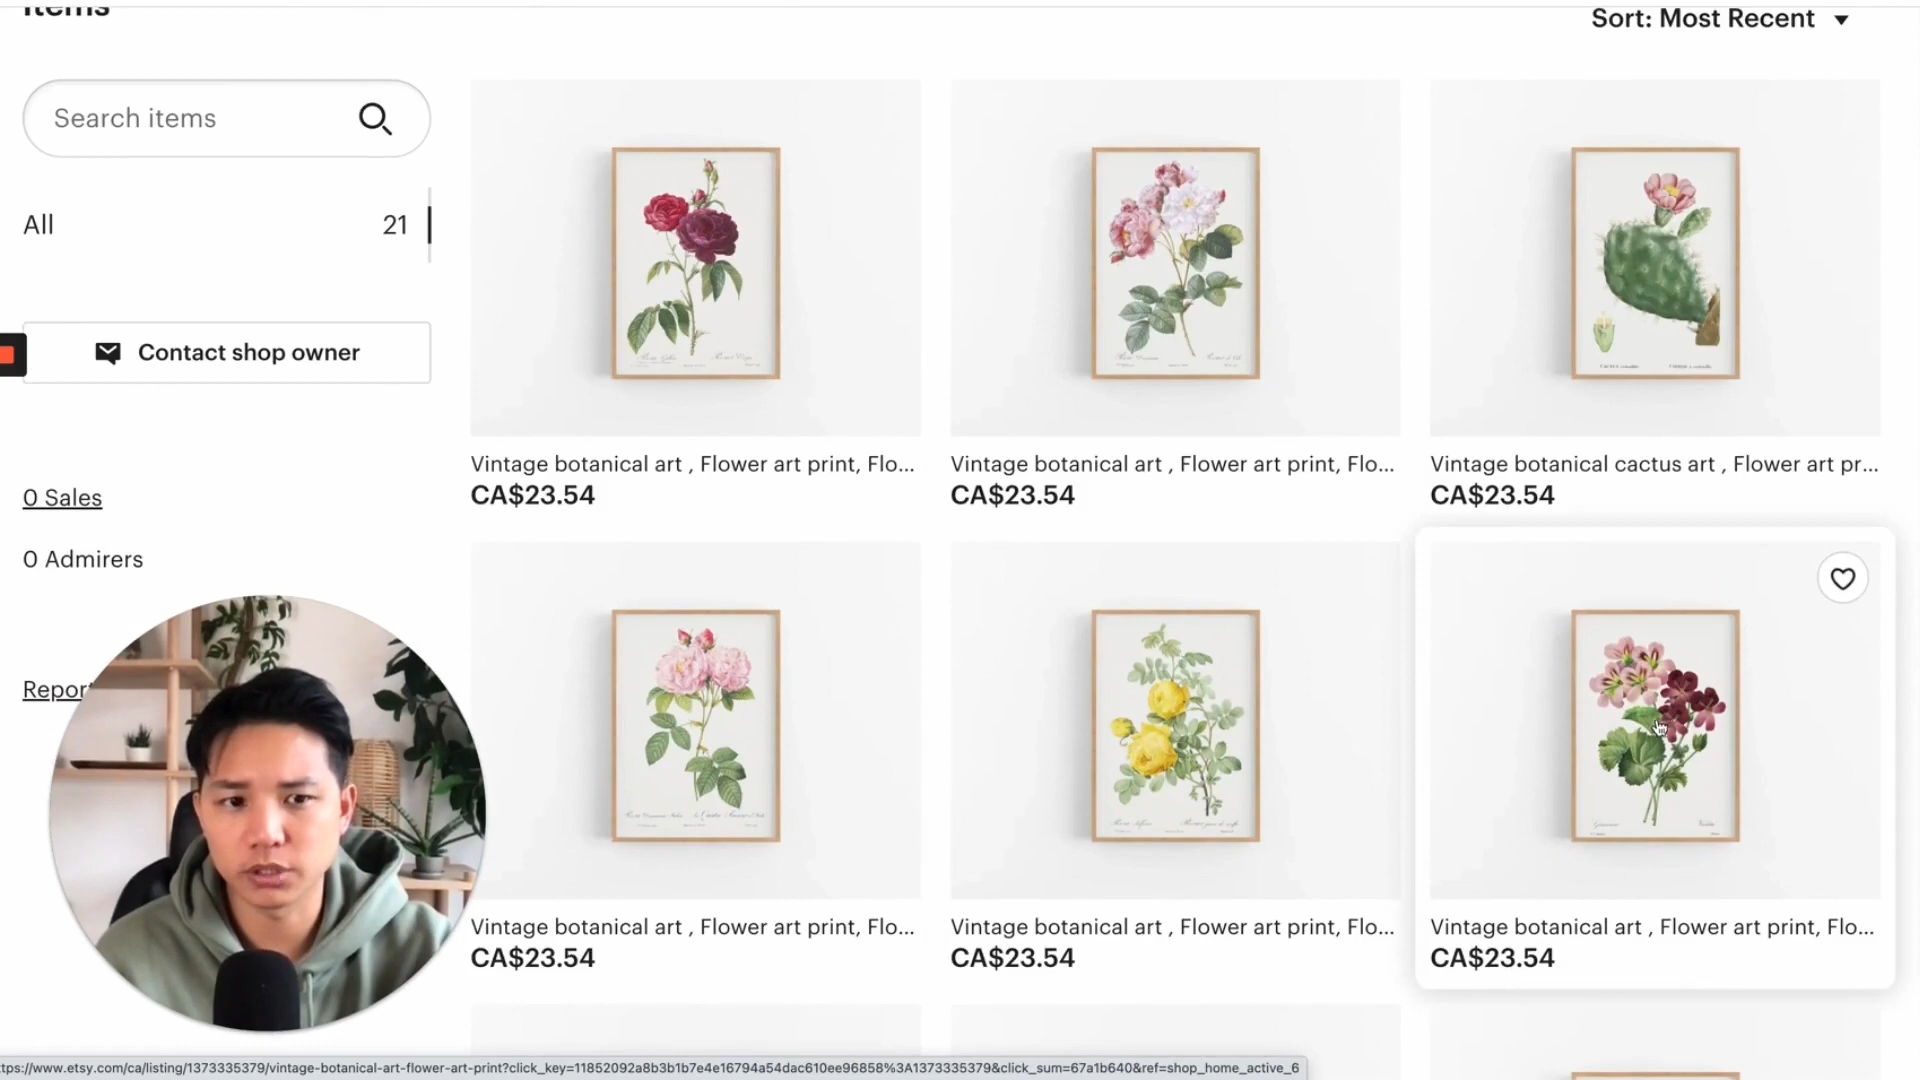 Items
Sort: Most Recent
Search items
All 21
Contact shop owner
0 Sales
0 Admirers
Report
Vintage botanical art , Flower art print, Flo...
CA$23.54
Vintage botanical art , Flower art print, Flo...
CA$23.54
Vintage botanical cactus art , Flower art pr...
CA$23.54
Vintage botanical art , Flower art print, Flo...
CA$23.54
Vintage botanical art , Flower art print, Flo...
CA$23.54
Vintage botanical art , Flower art print, Flo...
CA$23.54
tps://www.etsy.com/ca/listing/1373335379/vintage-botanical-art-flower-art-print?click_key=11852092a8b3b1b7e4e16794a54dac610ee96858%3A1373335379&click_sum=67a1b640&ref=shop_home_active_6